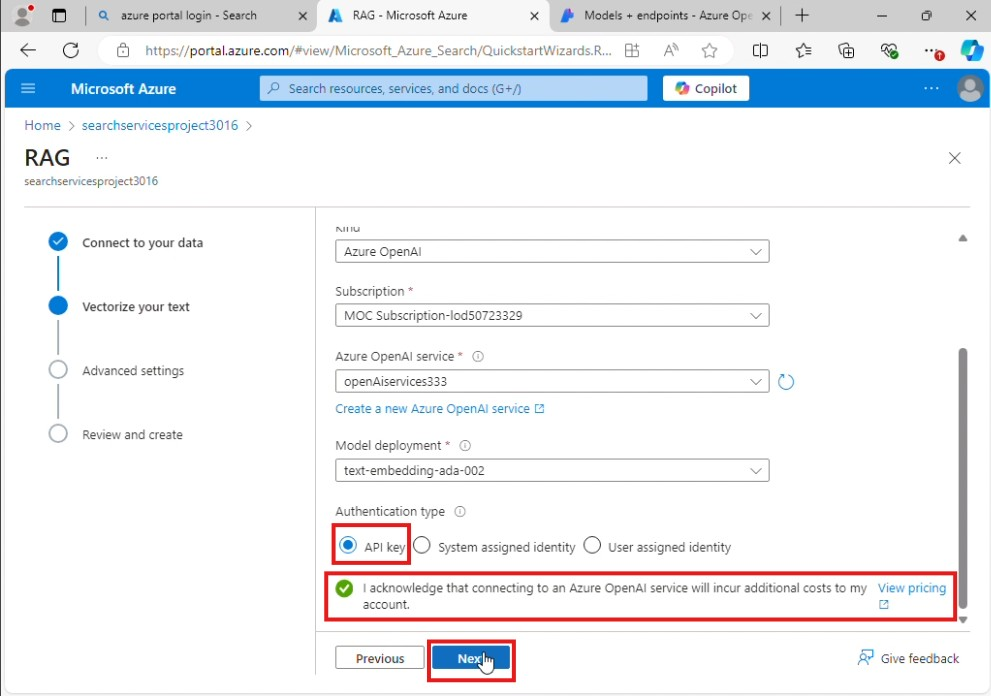 azure portal login - Search
RAG - Microsoft Azure
Models + endpoints - Azure Ope
https://portal.azure.com/#view/Microsoft_Azure_Search/QuickstartWizards.R...
Microsoft Azure
Search resources, services, and docs (G+/)
Copilot
Home > searchservicesproject3016 >
RAG ...
searchservicesproject3016
Connect to your data
Vectorize your text
Advanced settings
Review and create
Kind
Azure OpenAI
Subscription *
MOC Subscription-lod50723329
Azure OpenAI service *
openAiservices333
Create a new Azure OpenAI service
Model deployment *
text-embedding-ada-002
Authentication type
API key
System assigned identity
User assigned identity
I acknowledge that connecting to an Azure OpenAI service will incur additional costs to my
account.
View pricing
Previous
Next
Give feedback